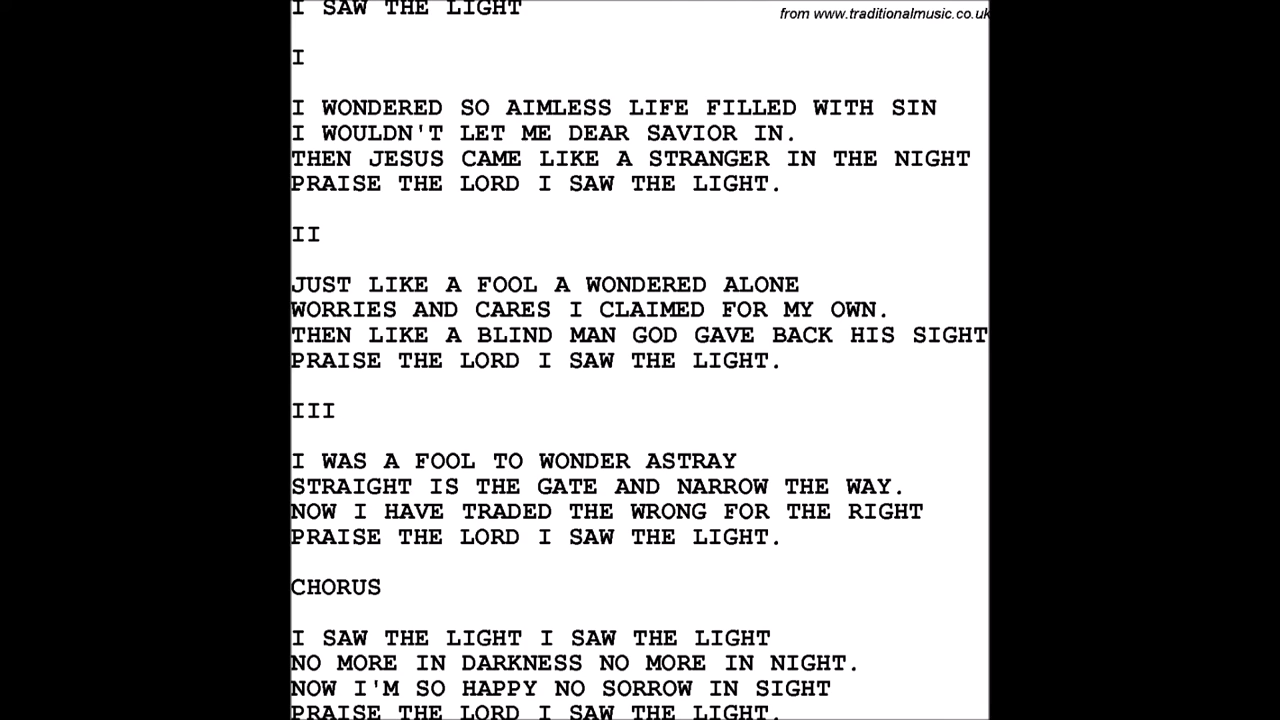 I SAW THE LIGHT
from www.traditionalmusic.co.uk
I
I WONDERED SO AIMLESS LIFE FILLED WITH SIN
I WOULDN'T LET ME DEAR SAVIOR IN.
THEN JESUS CAME LIKE A STRANGER IN THE NIGHT
PRAISE THE LORD I SAW THE LIGHT.
II
JUST LIKE A FOOL A WONDERED ALONE
WORRIES AND CARES I CLAIMED FOR MY OWN.
THEN LIKE A BLIND MAN GOD GAVE BACK HIS SIGHT
PRAISE THE LORD I SAW THE LIGHT.
III
I WAS A FOOL TO WONDER ASTRAY
STRAIGHT IS THE GATE AND NARROW THE WAY.
NOW I HAVE TRADED THE WRONG FOR THE RIGHT
PRAISE THE LORD I SAW THE LIGHT.
CHORUS
I SAW THE LIGHT I SAW THE LIGHT
NO MORE IN DARKNESS NO MORE IN NIGHT.
NOW I'M SO HAPPY NO SORROW IN SIGHT
PRAISE THE LORD I SAW THE LIGHT.